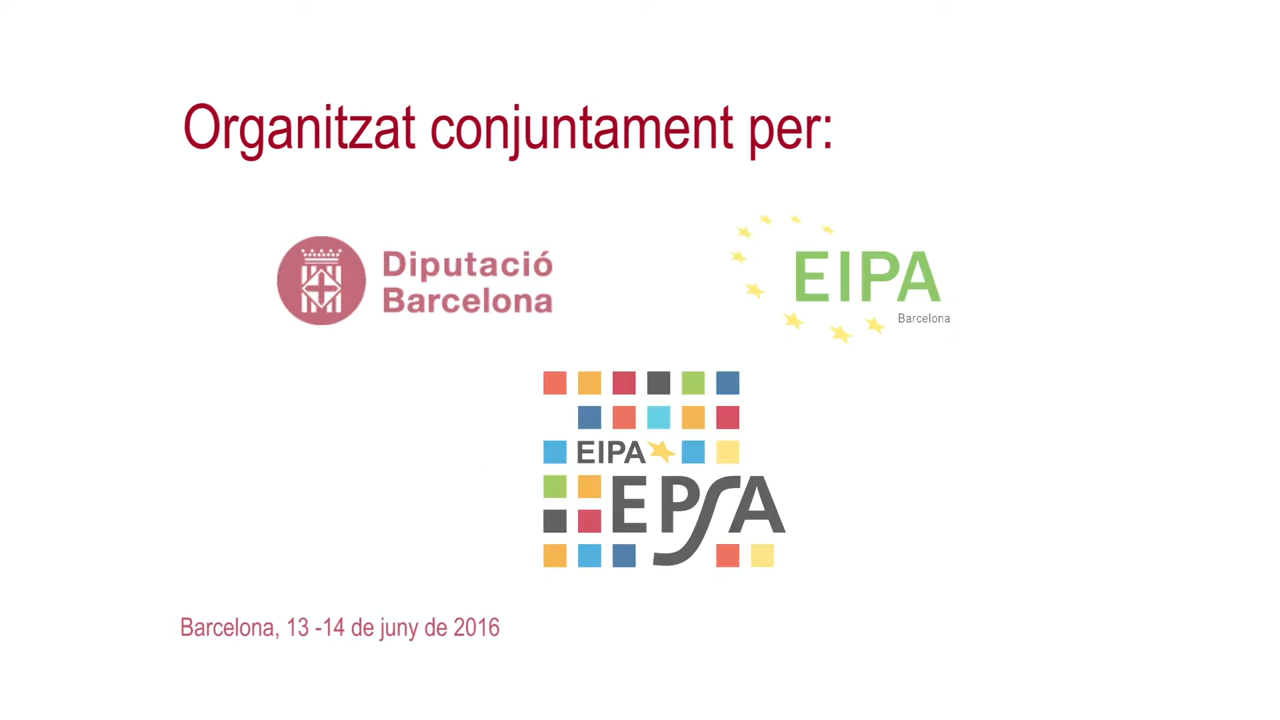 Organitzat conjuntament per:
Diputació
Barcelona
EIPA
Barcelona
EIPA
EPSA
Barcelona, 13 -14 de juny de 2016